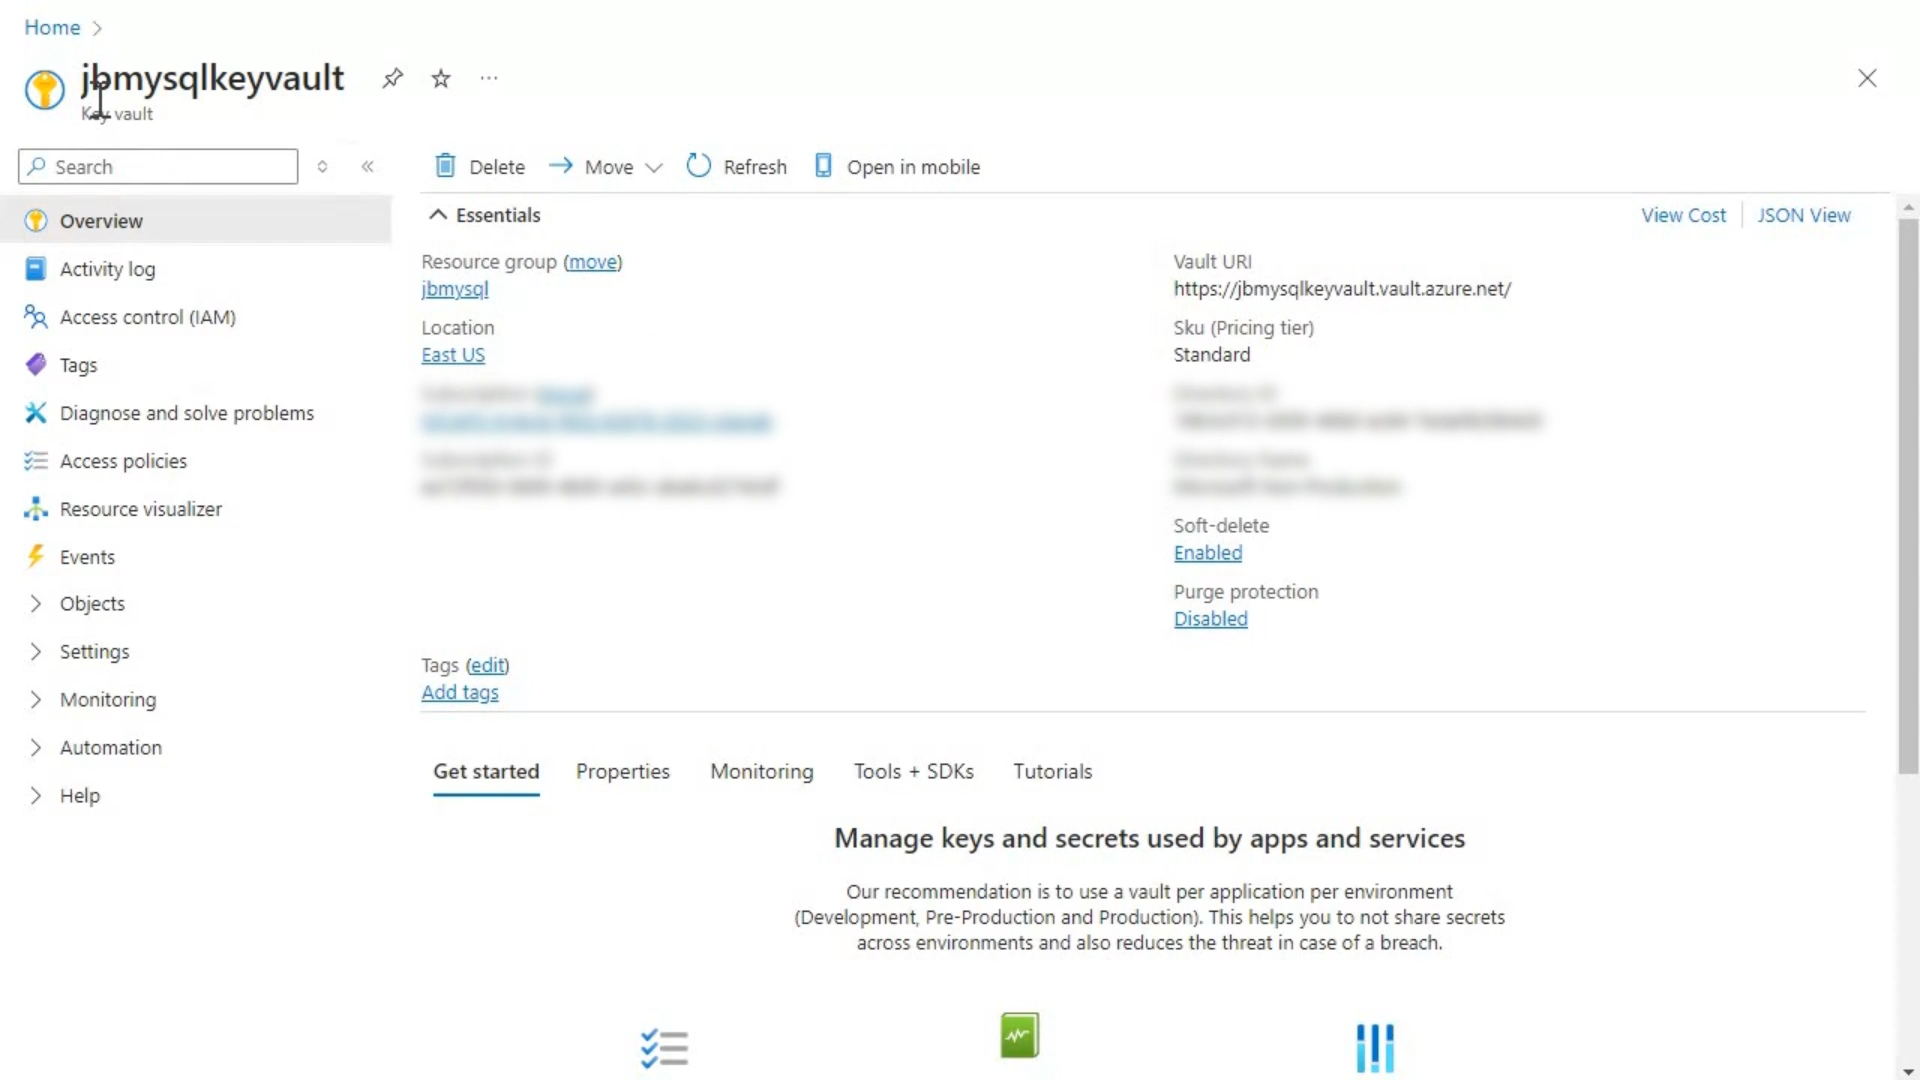 Home
jbmysqlkeyvault
Key vault
Search
Delete
Move
Refresh
Open in mobile
Overview
Activity log
Access control (IAM)
Tags
Diagnose and solve problems
Access policies
Resource visualizer
Events
Objects
Settings
Monitoring
Automation
Help
Essentials
View Cost
JSON View
Resource group (move)
jbmysql
Location
East US
Vault URI
https://jbmysqlkeyvault.vault.azure.net/
Sku (Pricing tier)
Standard
Soft-delete
Enabled
Purge protection
Disabled
Tags (edit)
Add tags
Get started
Properties
Monitoring
Tools + SDKs
Tutorials
Manage keys and secrets used by apps and services
Our recommendation is to use a vault per application per environment
(Development, Pre-Production and Production). This helps you to not share secrets
across environments and also reduces the threat in case of a breach.